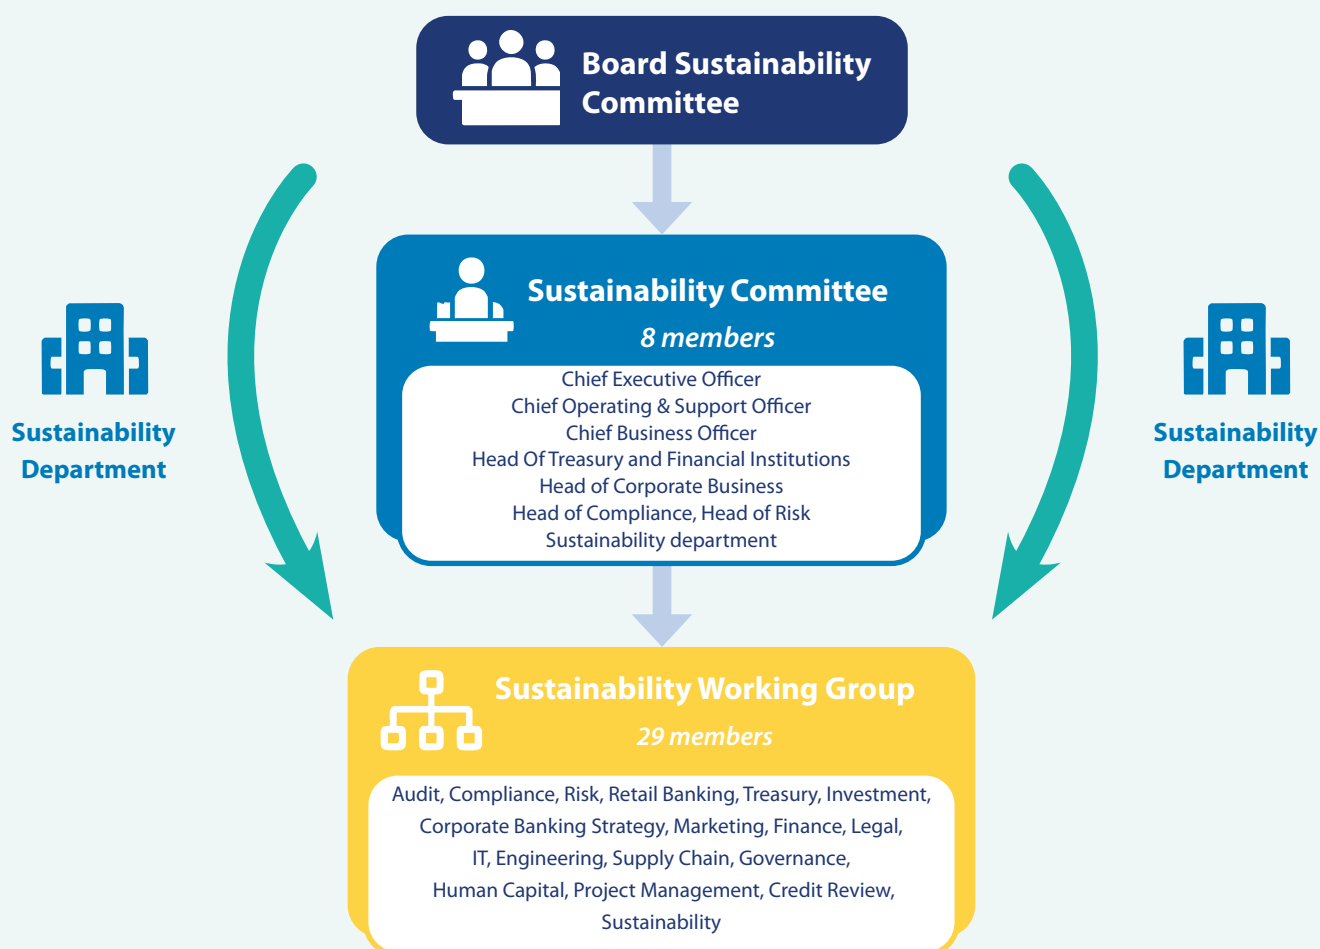 Board Sustainability
Committee
Sustainability Committee
8 members
Chief Executive Officer
Chief Operating & Support Officer
Chief Business Officer
Head Of Treasury and Financial Institutions
Head of Corporate Business
Head of Compliance, Head of Risk
Sustainability department
Sustainability
Department
Sustainability
Department
Sustainability Working Group
29 members
Audit, Compliance, Risk, Retail Banking, Treasury, Investment,
Corporate Banking Strategy, Marketing, Finance, Legal,
IT, Engineering, Supply Chain, Governance,
Human Capital, Project Management, Credit Review,
Sustainability